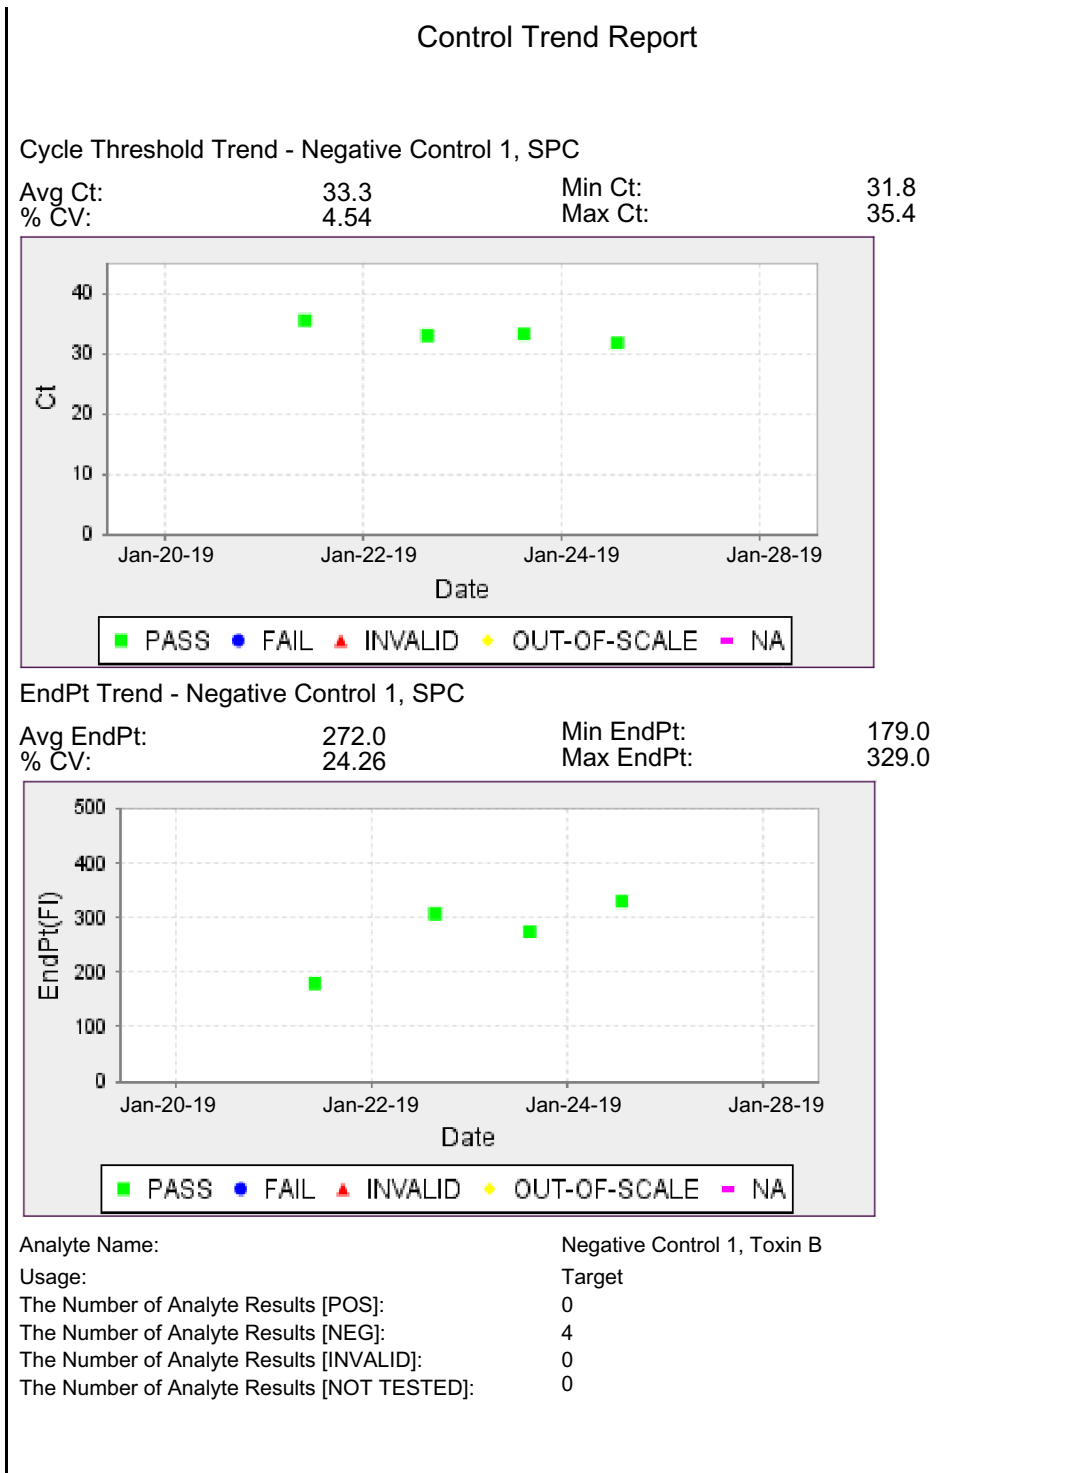 Control Trend Report
Cycle Threshold Trend - Negative Control 1, SPC
Avg Ct: 33.3 Min Ct: 31.8
% CV: 4.54 Max Ct: 35.4
40
30
20
10
0
Ct
Jan-20-19 Jan-22-19 Jan-24-19 Jan-28-19
Date
PASS FAIL INVALID OUT-OF-SCALE NA
EndPt Trend - Negative Control 1, SPC
Avg EndPt: 272.0 Min EndPt: 179.0
% CV: 24.26 Max EndPt: 329.0
500
400
300
200
100
0
EndPt(Fl)
Jan-20-19 Jan-22-19 Jan-24-19 Jan-28-19
Date
PASS FAIL INVALID OUT-OF-SCALE NA
Analyte Name: Negative Control 1, Toxin B
Usage: Target
The Number of Analyte Results [POS]: 0
The Number of Analyte Results [NEG]: 4
The Number of Analyte Results [INVALID]: 0
The Number of Analyte Results [NOT TESTED]: 0